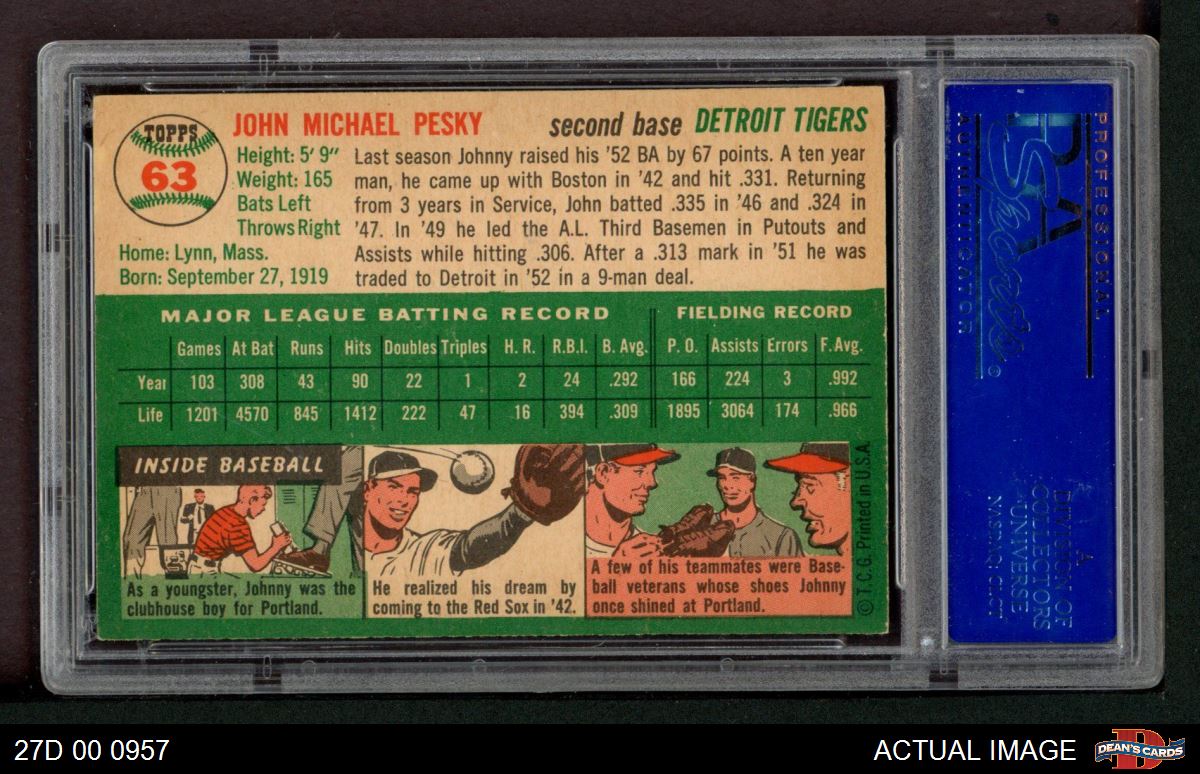 TOPPS
63
JOHN MICHAEL PESKY second base DETROIT TIGERS
Height: 5' 9"
Weight: 165
Bats Left
Throws Right
Home: Lynn, Mass.
Born: September 27, 1919
Last season Johnny raised his '52 BA by 67 points. A ten year
man, he came up with Boston in '42 and hit .331. Returning
from 3 years in Service, John batted .335 in '46 and .324 in
'47. In '49 he led the A.L. Third Basemen in Putouts and
Assists while hitting .306. After a .313 mark in '51 he was
traded to Detroit in '52 in a 9-man deal.
MAJOR LEAGUE BATTING RECORD FIELDING RECORD
Games At Bat Runs Hits Doubles Triples H. R. R.B.I. B. Avg. P. O. Assists Errors F. Avg.
Year 103 308 43 90 22 1 2 24 .292 166 224 3 .992
Life 1201 4570 845 1412 222 47 16 394 .309 1895 3064 174 .966
INSIDE BASEBALL
As a youngster, Johnny was the
clubhouse boy for Portland.
He realized his dream by
coming to the Red Sox in '42.
A few of his teammates were Base-
ball veterans whose shoes Johnny
once shined at Portland.
© T.C.G. Printed in U.S.A.
PROFESSIONAL
PSA
Sports
AUTHENTICATOR
A
DIVISION OF
COLLECTORS
UNIVERSE
NASDAQ: CLCT
27D 00 0957
ACTUAL IMAGE
D
DEAN'S CARDS